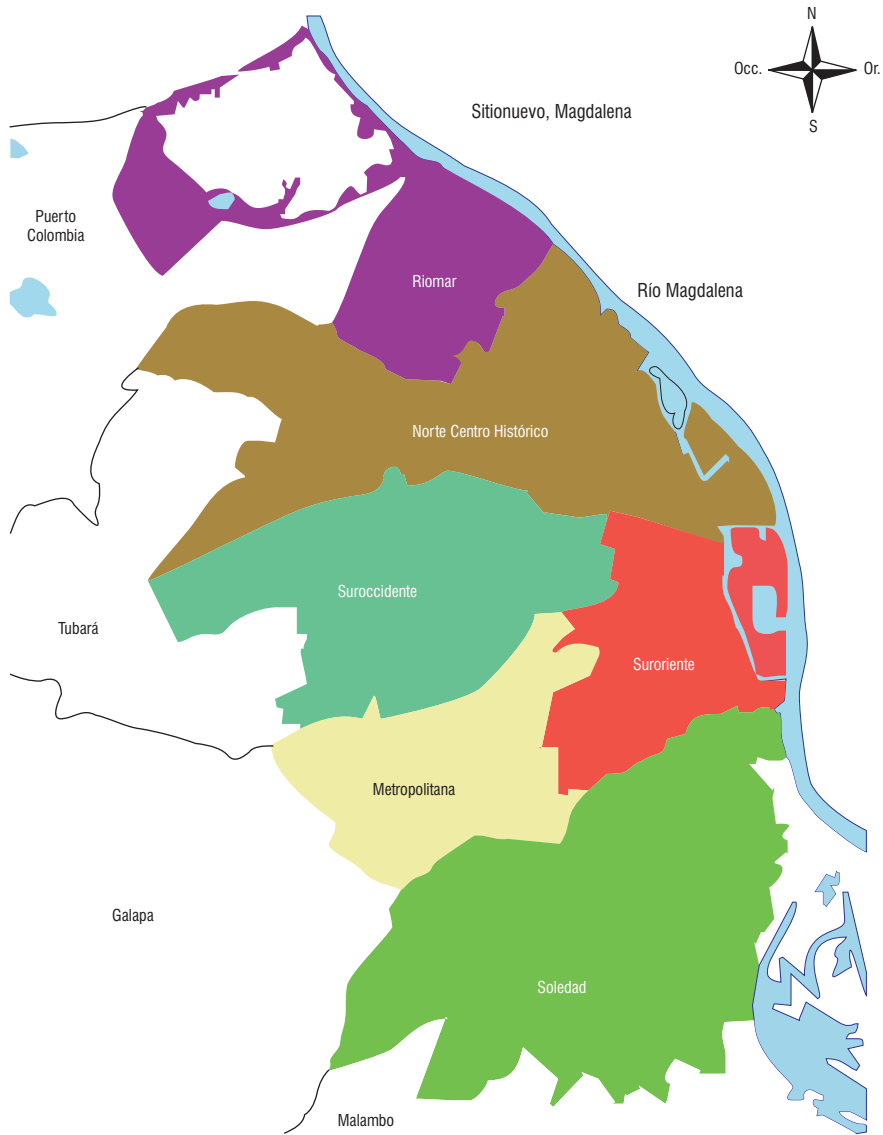 N
Occ.
Or.
S
Sitionuevo, Magdalena
Puerto
Colombia
Riomar
Río Magdalena
Norte Centro Histórico
Suroccidente
Tubará
Suroriente
Metropolitana
Galapa
Soledad
Malambo